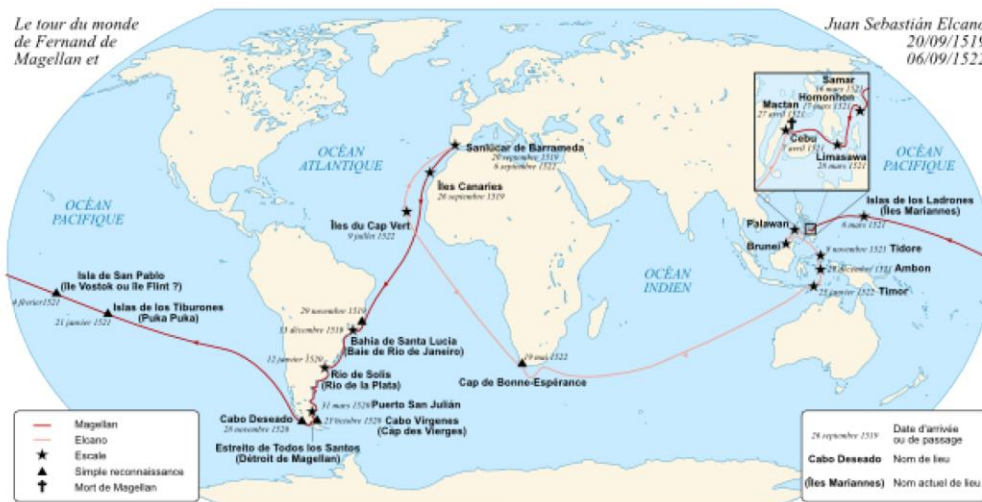 Le tour du monde
de Fernand de
Magellan et
Juan Sebastián Elcano
20/09/1519
06/09/1522
Samar
16 mars 1521
Homonhon
17 mars 1521
Mactan
27 avril 1521
Cebu
7 avril 1521
Limasawa
28 mars 1521
OCÉAN
ATLANTIQUE
OCÉAN
PACIFIQUE
OCÉAN
PACIFIQUE
OCÉAN
INDIEN
Sanlúcar de Barrameda
20 septembre 1519
6 septembre 1522
Îles Canaries
26 septembre 1519
Îles du Cap Vert
9 juillet 1522
Islas de los Ladrones
(Îles Mariannes)
6 mars 1521
Palawan
Brunei
8 novembre 1521 Tidore
29 décembre 1521 Ambon
25 janvier 1522 Timor
Isla de San Pablo
(île Vostok ou île Flint ?)
4 février 1521
Islas de los Tiburones
(Puka Puka)
21 janvier 1521
29 novembre 1519
13 décembre 1519
Bahia de Santa Lucia
(Baie de Rio de Janeiro)
12 janvier 1520
Rio de Solis
(Rio de la Plata)
19 mai 1522
Cap de Bonne-Espérance
31 mars 1520 Puerto San Julián
Cabo Deseado
28 novembre 1520
Cabo Virgenes
(Cap des Vierges)
Estreito de Todos los Santos
(Détroit de Magellan)
Magellan
Elcano
Escale
Simple reconnaissance
Mort de Magellan
26 septembre 1519
Date d'arrivée
ou de passage
Cabo Deseado
Nom de lieu
(Îles Mariannes)
Nom actuel de lieu